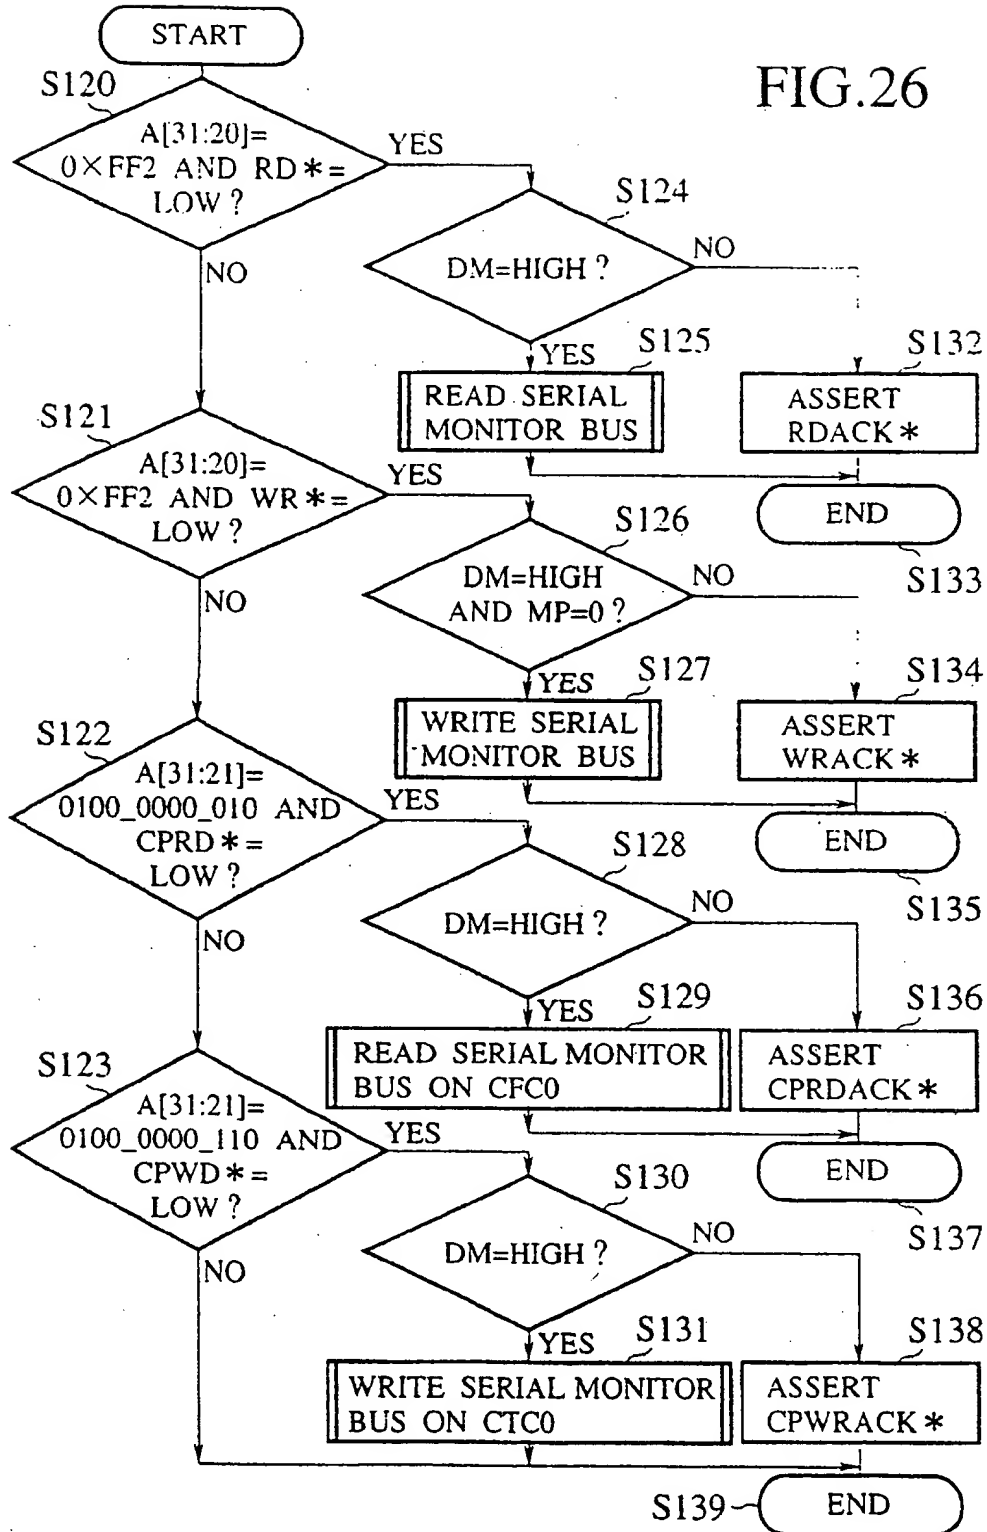 START
FIG.26
S120
A[31:20]=
0×FF2 AND RD*=
LOW?
YES
NO
S124
DM=HIGH?
NO
YES
S125
READ SERIAL
MONITOR BUS
S132
ASSERT
RDACK*
END
S133
S121
A[31:20]=
0×FF2 AND WR*=
LOW?
YES
NO
S126
DM=HIGH
AND MP=0?
NO
YES
S127
WRITE SERIAL
MONITOR BUS
S134
ASSERT
WRACK*
END
S135
S122
A[31:21]=
0100_0000_010 AND
CPRD*=
LOW?
YES
NO
S128
DM=HIGH?
NO
YES
S129
READ SERIAL MONITOR
BUS ON CFC0
S136
ASSERT
CPRDACK*
END
S137
S123
A[31:21]=
0100_0000_110 AND
CPWD*=
LOW?
YES
NO
S130
DM=HIGH?
NO
YES
S131
WRITE SERIAL MONITOR
BUS ON CTC0
S138
ASSERT
CPWRACK*
S139
END